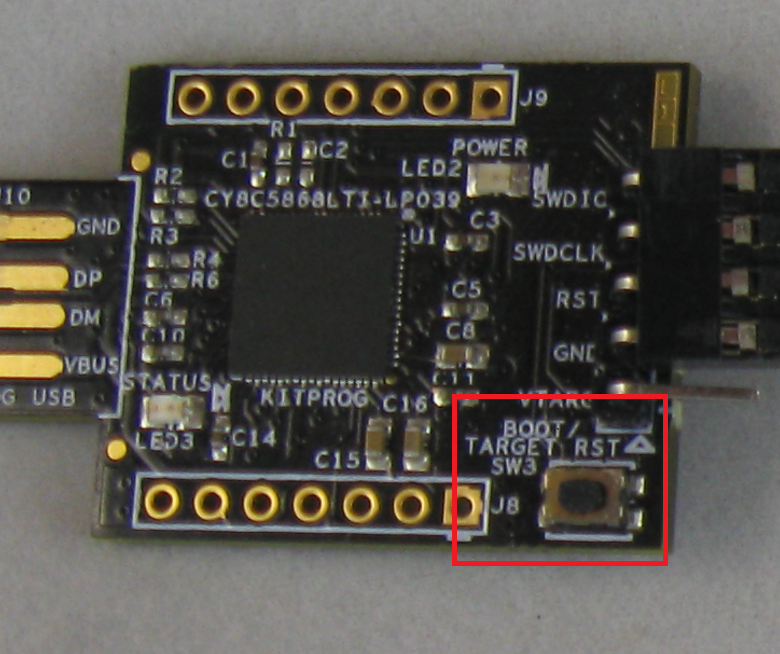 J9
R1
C1
C2
POWER
LED2
R2
CY8C5868LTI-LP039
SWDIO
J10
GND
R3
U1
C3
SWDCLK
R4
DP
R6
C5
RST
C6
DM
C8
C10
GND
VBUS
C11
STATUS
USB
KITPROG
C16
VTARG
BOOT/
TARGET RST
LED3
C14
C15
SW3
J8